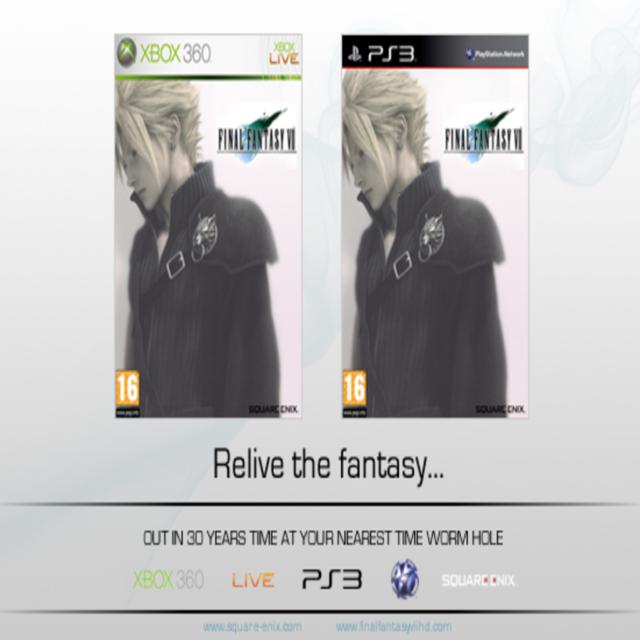 XBOX 360
XBOX
LIVE
FINAL FANTASY VII
16
SQUARE ENIX
PS3
PlayStation Network
FINAL FANTASY VII
16
SQUARE ENIX
Relive the fantasy...
OUT IN 30 YEARS TIME AT YOUR NEAREST TIME WORM HOLE
XBOX 360 LIVE PS3 SQUARE ENIX
www.square-enix.com www.finalfantasyviihd.com